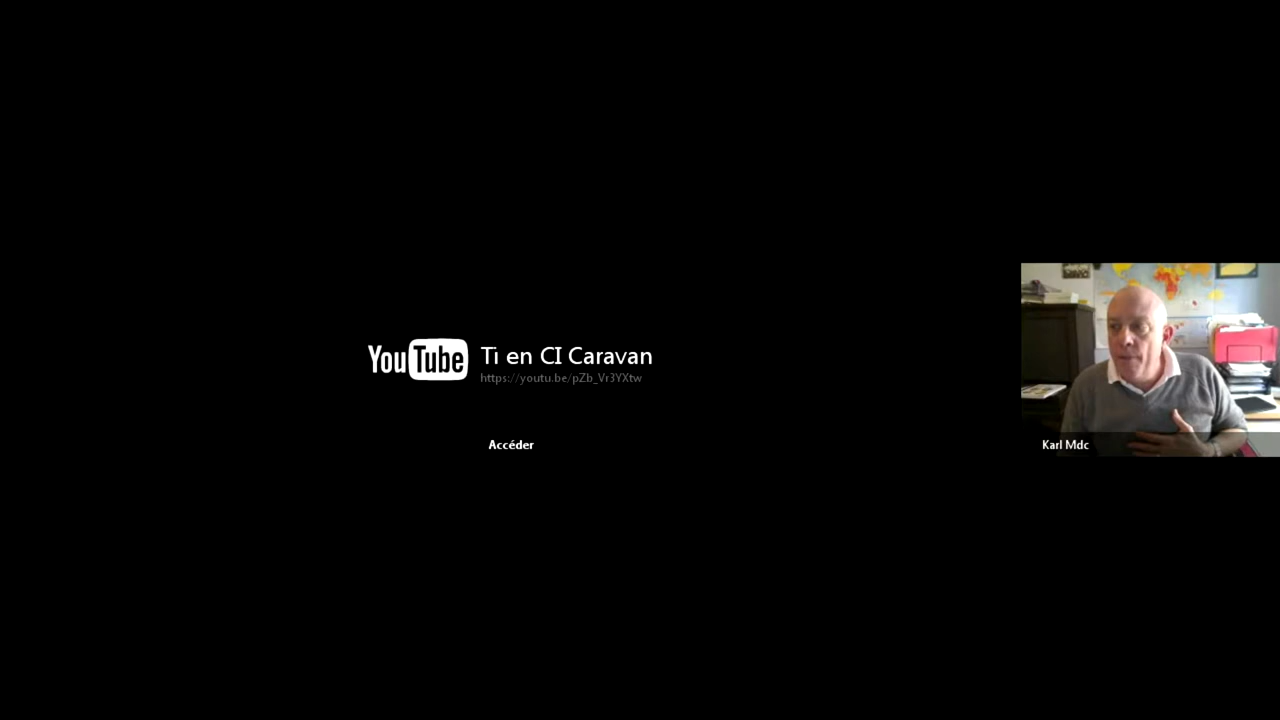 YouTube
Ti en CI Caravan
https://youtu.be/pZb_Vr3YXtw
Accéder
Karl Mdc